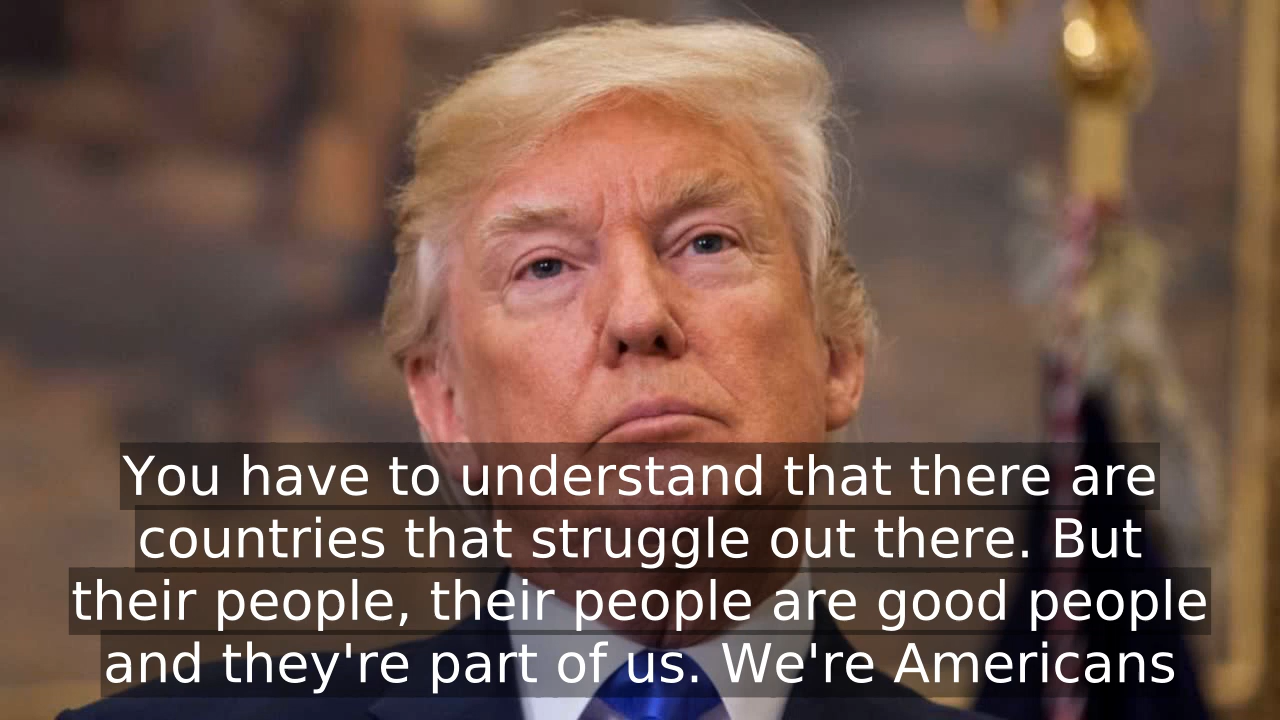 You have to understand that there are
countries that struggle out there. But
their people, their people are good people
and they're part of us. We're Americans